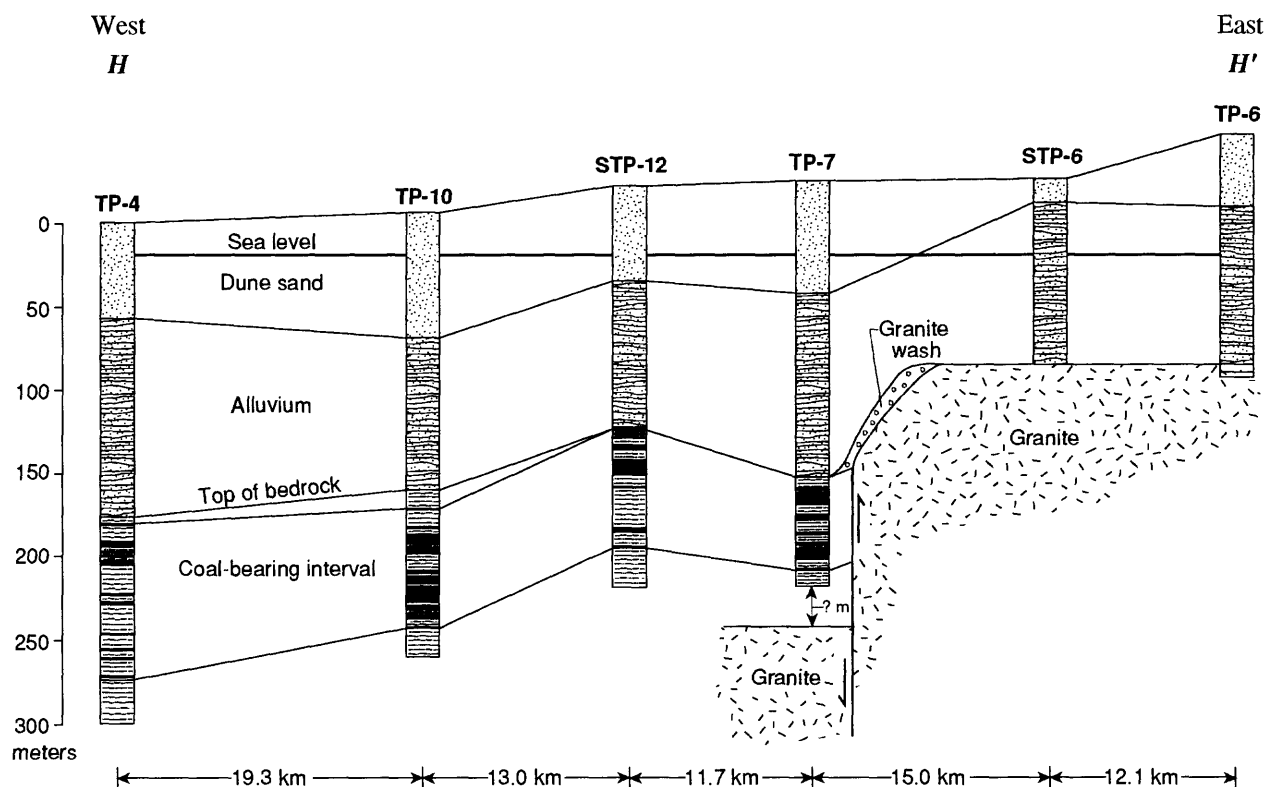 West
H
East
H'
TP-4
TP-10
STP-12
TP-7
STP-6
TP-6
0
50
100
150
200
250
300
meters
Sea level
Dune sand
Alluvium
Top of bedrock
Coal-bearing interval
Granite
wash
Granite
? m
Granite
19.3 km
13.0 km
11.7 km
15.0 km
12.1 km